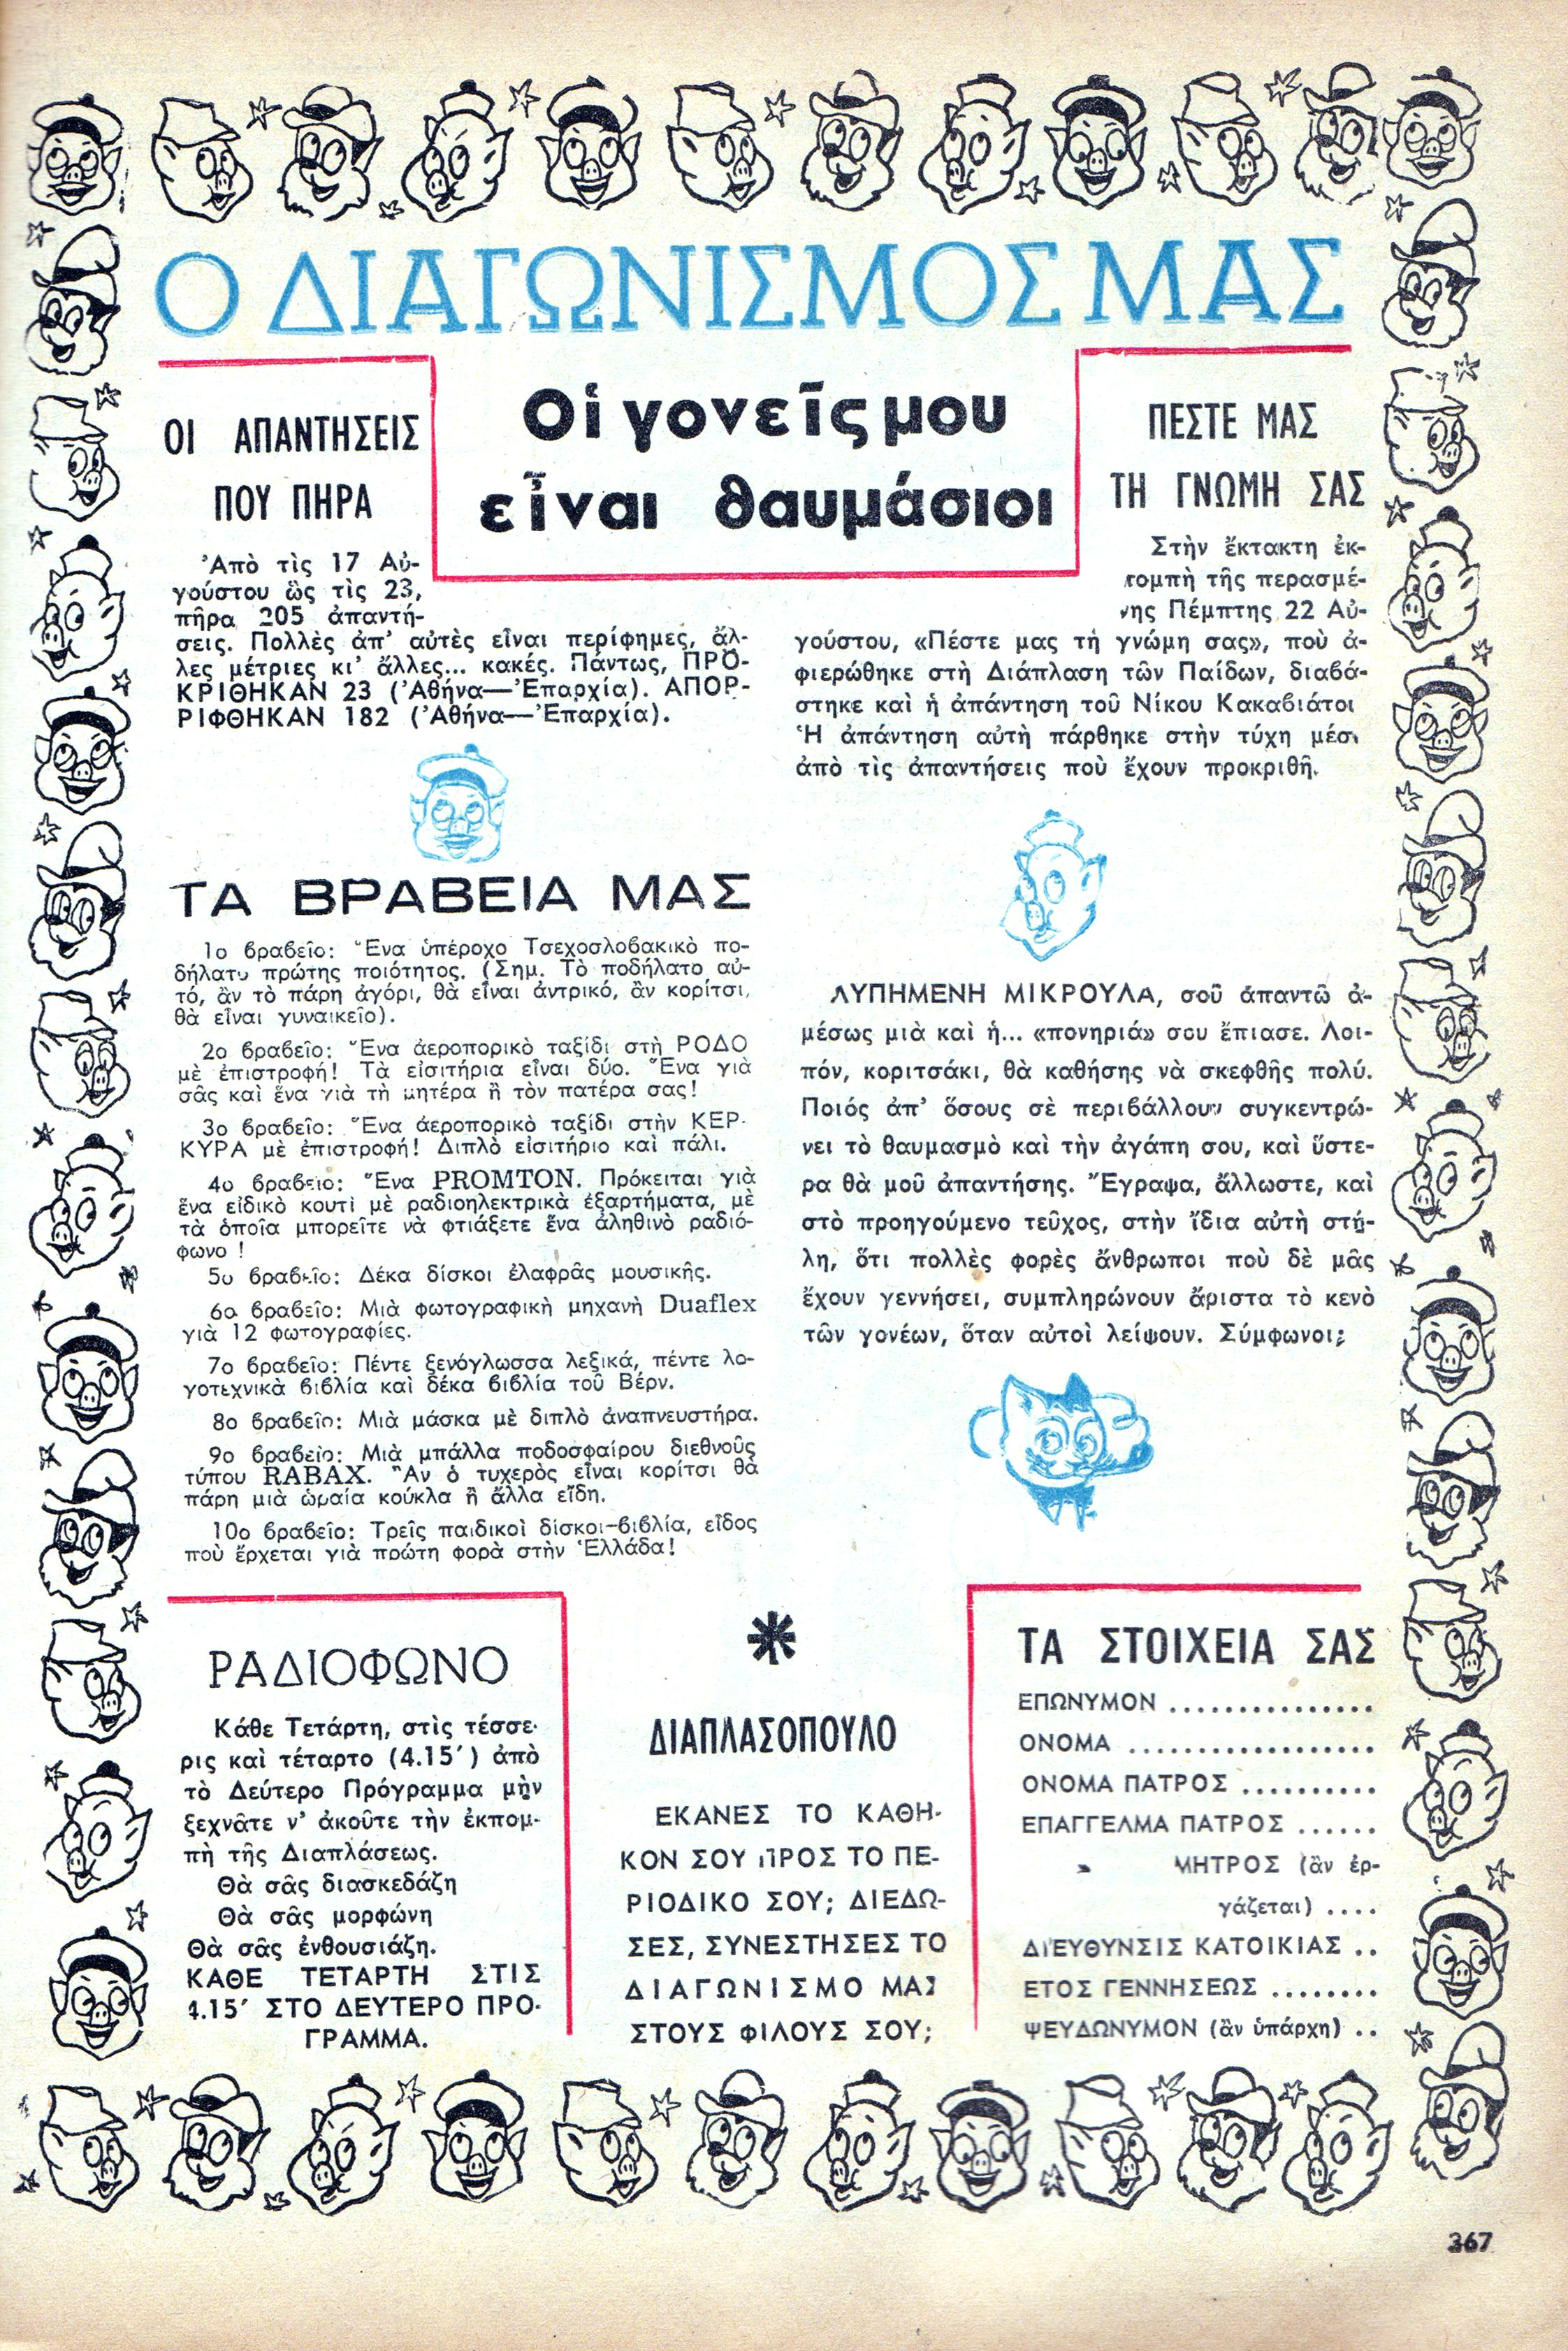 Ο ΔΙΑΓΩΝΙΣΜΟΣ ΜΑΣ
Οἱ γονεῖς μου
εἶναι θαυμάσιοι
ΟΙ ΑΠΑΝΤΗΣΕΙΣ
ΠΟΥ ΠΗΡΑ
Ἀπὸ τὶς 17 Αὐ-
γούστου ὣς τὶς 23,
πῆρα 205 ἀπαντή-
σεις. Πολλὲς ἀπ' αὐτὲς εἶναι περίφημες, ἄλ-
λες μέτριες κι' ἄλλες... κακές. Πάντως, ΠΡΟ-
ΚΡΙΘΗΚΑΝ 23 (Ἀθήνα—Ἐπαρχία). ΑΠΟΡ-
ΡΙΦΘΗΚΑΝ 182 (Ἀθήνα—Ἐπαρχία).
ΤΑ ΒΡΑΒΕΙΑ ΜΑΣ
1ο βραβεῖο: Ἕνα ὑπέροχο Τσεχοσλοβακικὸ πο-
δήλατο πρώτης ποιότητος. (Σημ. Τὸ ποδήλατο αὐ-
τό, ἂν τὸ πάρη ἀγόρι, θὰ εἶναι ἀντρικό, ἂν κορίτσι,
θὰ εἶναι γυναικεῖο).
2ο βραβεῖο: Ἕνα ἀεροπορικὸ ταξίδι στὴ ΡΟΔΟ
μὲ ἐπιστροφή! Τὰ εἰσιτήρια εἶναι δύο. Ἕνα γιὰ
σᾶς καὶ ἕνα γιὰ τὴ μητέρα ἢ τὸν πατέρα σας!
3ο βραβεῖο: Ἕνα ἀεροπορικὸ ταξίδι στὴν ΚΕΡ-
ΚΥΡΑ μὲ ἐπιστροφή! Διπλὸ εἰσιτήριο καὶ πάλι.
4ο βραβεῖο: Ἕνα PROMTON. Πρόκειται γιὰ
ἕνα εἰδικὸ κουτὶ μὲ ραδιοηλεκτρικὰ ἐξαρτήματα, μὲ
τὰ ὁποῖα μπορεῖτε νὰ φτιάξετε ἕνα ἀληθινὸ ραδιό-
φωνο !
5ο βραβεῖο: Δέκα δίσκοι ἐλαφρᾶς μουσικῆς.
6ο βραβεῖο: Μιὰ φωτογραφικὴ μηχανὴ Duaflex
γιὰ 12 φωτογραφίες.
7ο βραβεῖο: Πέντε ξενόγλωσσα λεξικά, πέντε λο-
γοτεχνικὰ βιβλία καὶ δέκα βιβλία τοῦ Βέρν.
8ο βραβεῖο: Μιὰ μάσκα μὲ διπλὸ ἀναπνευστήρα.
9ο βραβεῖο: Μιὰ μπάλλα ποδοσφαίρου διεθνοῦς
τύπου RABAX. Ἂν ὁ τυχερὸς εἶναι κορίτσι θὰ
πάρη μιὰ ὡραία κούκλα ἢ ἄλλα εἴδη.
10ο βραβεῖο: Τρεῖς παιδικοὶ δίσκοι-βιβλία, εἶδος
ποὺ ἔρχεται γιὰ πρώτη φορὰ στὴν Ἑλλάδα!
ΠΕΣΤΕ ΜΑΣ
ΤΗ ΓΝΩΜΗ ΣΑΣ
Στὴν ἔκτακτη ἐκ-
πομπὴ τῆς περασμέ-
νης Πέμπτης 22 Αὐ-
γούστου, «Πέστε μας τὴ γνώμη σας», ποὺ ἀ-
φιερώθηκε στὴ Διάπλαση τῶν Παίδων, διαβά-
στηκε καὶ ἡ ἀπάντηση τοῦ Νίκου Κακαβιάτου
Ἡ ἀπάντηση αὐτὴ πάρθηκε στὴν τύχη μέσα
ἀπὸ τὶς ἀπαντήσεις ποὺ ἔχουν προκριθῆ.
ΛΥΠΗΜΕΝΗ ΜΙΚΡΟΥΛΑ, σοῦ ἀπαντῶ ἀ-
μέσως μιὰ καὶ ἡ... «πονηριά» σου ἔπιασε. Λοι-
πόν, κοριτσάκι, θὰ καθήσης νὰ σκεφθῆς πολύ.
Ποιός ἀπ' ὅσους σὲ περιβάλλουν συγκεντρώ-
νει τὸ θαυμασμὸ καὶ τὴν ἀγάπη σου, καὶ ὕστε-
ρα θὰ μοῦ ἀπαντήσης. Ἔγραψα, ἄλλωστε, καὶ
στὸ προηγούμενο τεῦχος, στὴν ἴδια αὐτὴ στή-
λη, ὅτι πολλὲς φορὲς ἄνθρωποι ποὺ δὲ μᾶς
ἔχουν γεννήσει, συμπληρώνουν ἄριστα τὸ κενὸ
τῶν γονέων, ὅταν αὐτοὶ λείψουν. Σύμφωνοι;
ΡΑΔΙΟΦΩΝΟ
Κάθε Τετάρτη, στὶς τέσσε-
ρις καὶ τέταρτο (4.15′) ἀπὸ
τὸ Δεύτερο Πρόγραμμα μὴν
ξεχνᾶτε ν' ἀκοῦτε τὴν ἐκπομ-
πὴ τῆς Διαπλάσεως.
Θὰ σᾶς διασκεδάζη
Θὰ σᾶς μορφώνη
Θὰ σᾶς ἐνθουσιάζη.
ΚΑΘΕ ΤΕΤΑΡΤΗ ΣΤΙΣ
4.15′ ΣΤΟ ΔΕΥΤΕΡΟ ΠΡΟ-
ΓΡΑΜΜΑ.
*
ΔΙΑΠΛΑΣΟΠΟΥΛΟ
ΕΚΑΝΕΣ ΤΟ ΚΑΘΗ-
ΚΟΝ ΣΟΥ ΠΡΟΣ ΤΟ ΠΕ-
ΡΙΟΔΙΚΟ ΣΟΥ; ΔΙΕΔΩ-
ΣΕΣ, ΣΥΝΕΣΤΗΣΕΣ ΤΟ
ΔΙΑΓΩΝΙΣΜΟ ΜΑΣ
ΣΤΟΥΣ ΦΙΛΟΥΣ ΣΟΥ;
ΤΑ ΣΤΟΙΧΕΙΑ ΣΑΣ
ΕΠΩΝΥΜΟΝ ...............
ΟΝΟΜΑ ..................
ΟΝΟΜΑ ΠΑΤΡΟΣ ..........
ΕΠΑΓΓΕΛΜΑ ΠΑΤΡΟΣ ......
» ΜΗΤΡΟΣ (ἂν ἐρ-
γάζεται) ....
ΔΙΕΥΘΥΝΣΙΣ ΚΑΤΟΙΚΙΑΣ ..
ΕΤΟΣ ΓΕΝΝΗΣΕΩΣ ........
ΨΕΥΔΩΝΥΜΟΝ (ἂν ὑπάρχη) ..
367